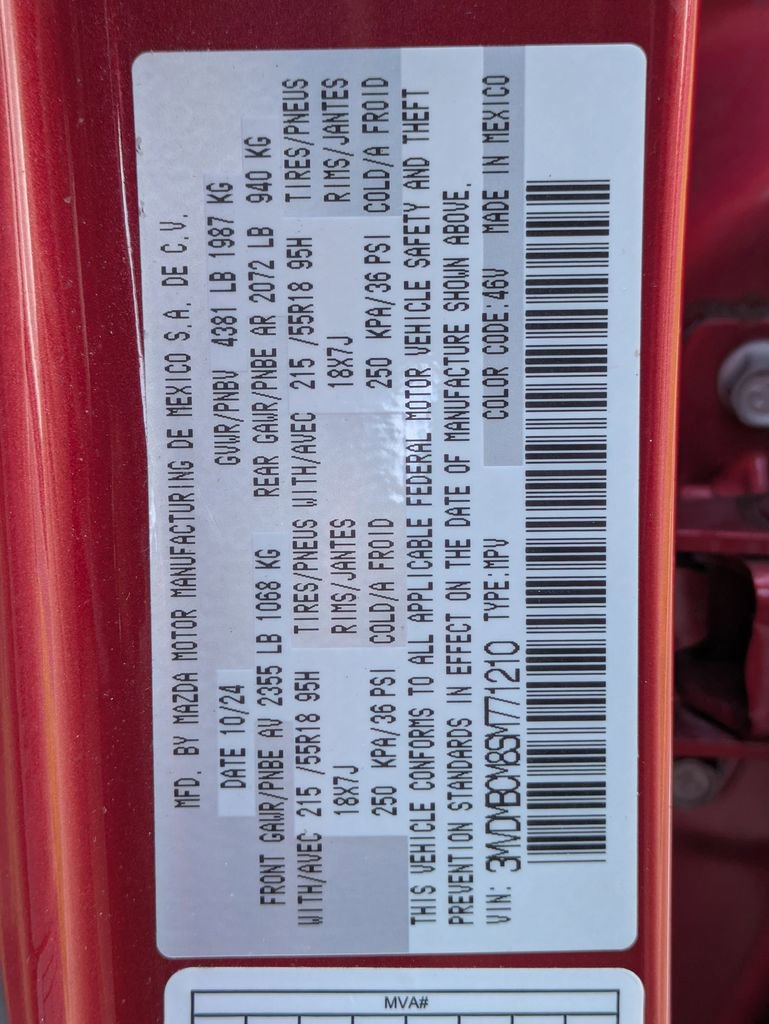 MFD. BY MAZDA MOTOR MANUFACTURING DE MEXICO S.A. DE C.V.
DATE 10/24 GVWR/PNBV 4381 LB 1987 KG
FRONT GAWR/PNBE AV 2355 LB 1068 KG REAR GAWR/PNBE AR 2072 LB 940 KG
WITH/AVEC 215 /55R18 95H TIRES/PNEUS WITH/AVEC 215 /55R18 95H TIRES/PNEUS
18X7J RIMS/JANTES 18X7J RIMS/JANTES
250 KPA/36 PSI COLD/A FROID 250 KPA/36 PSI COLD/A FROID
THIS VEHICLE CONFORMS TO ALL APPLICABLE FEDERAL MOTOR VEHICLE SAFETY AND THEFT
PREVENTION STANDARDS IN EFFECT ON THE DATE OF MANUFACTURE SHOWN ABOVE.
VIN: 3MVDMBCM8SM771210 TYPE:MPV COLOR CODE:46V MADE IN MEXICO
MVA#